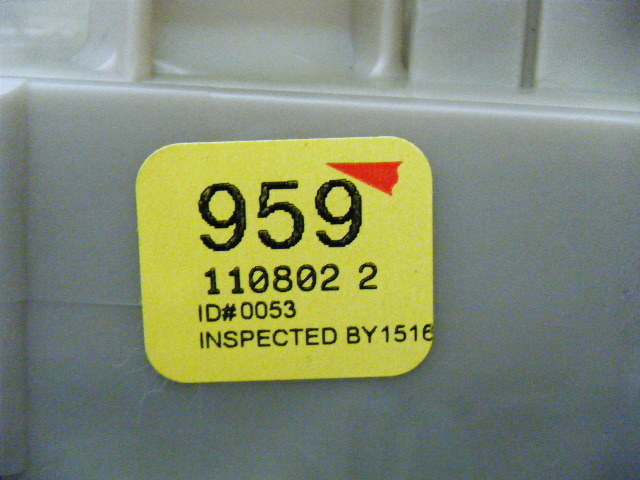 959
110802 2
ID#0053
INSPECTED BY1516